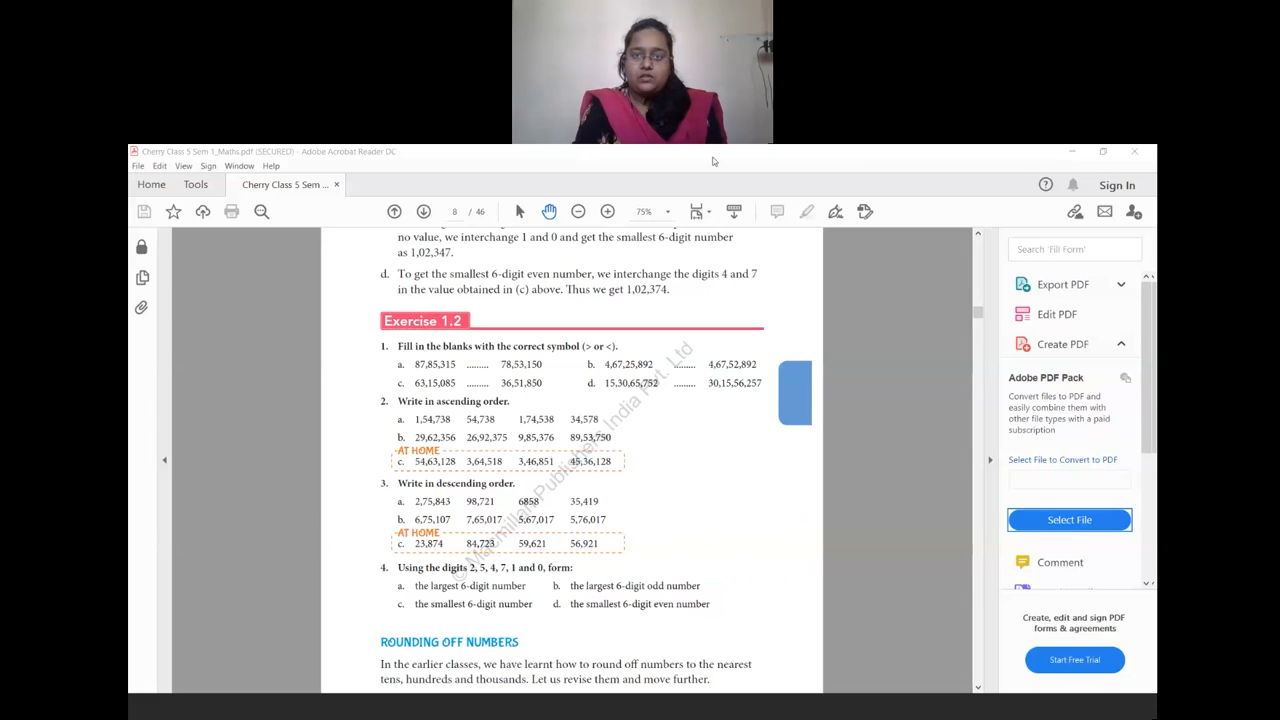 Cherry Class 5 Sem 1_Maths.pdf (SECURED) - Adobe Acrobat Reader DC
File Edit View Sign Window Help
Home Tools Cherry Class 5 Sem ... × Sign In
8 / 46 75%
no value, we interchange 1 and 0 and get the smallest 6-digit number
as 1,02,347.
d. To get the smallest 6-digit even number, we interchange the digits 4 and 7
in the value obtained in (c) above. Thus we get 1,02,374.
Exercise 1.2
1. Fill in the blanks with the correct symbol (> or <).
a. 87,85,315 ......... 78,53,150 b. 4,67,25,892 ......... 4,67,52,892
c. 63,15,085 ......... 36,51,850 d. 15,30,65,752 ......... 30,15,56,257
2. Write in ascending order.
a. 1,54,738 54,738 1,74,538 34,578
b. 29,62,356 26,92,375 9,85,376 89,53,750
AT HOME
c. 54,63,128 3,64,518 3,46,851 45,36,128
3. Write in descending order.
a. 2,75,843 98,721 6858 35,419
b. 6,75,107 7,65,017 5,67,017 5,76,017
AT HOME
c. 23,874 84,723 59,621 56,921
4. Using the digits 2, 5, 4, 7, 1 and 0, form:
a. the largest 6-digit number b. the largest 6-digit odd number
c. the smallest 6-digit number d. the smallest 6-digit even number
ROUNDING OFF NUMBERS
In the earlier classes, we have learnt how to round off numbers to the nearest
tens, hundreds and thousands. Let us revise them and move further.
© Macmillan Publishers India Pvt. Ltd
Search 'Fill Form'
Export PDF
Edit PDF
Create PDF
Adobe PDF Pack
Convert files to PDF and
easily combine them with
other file types with a paid
subscription
Select File to Convert to PDF
Select File
Comment
Create, edit and sign PDF
forms & agreements
Start Free Trial